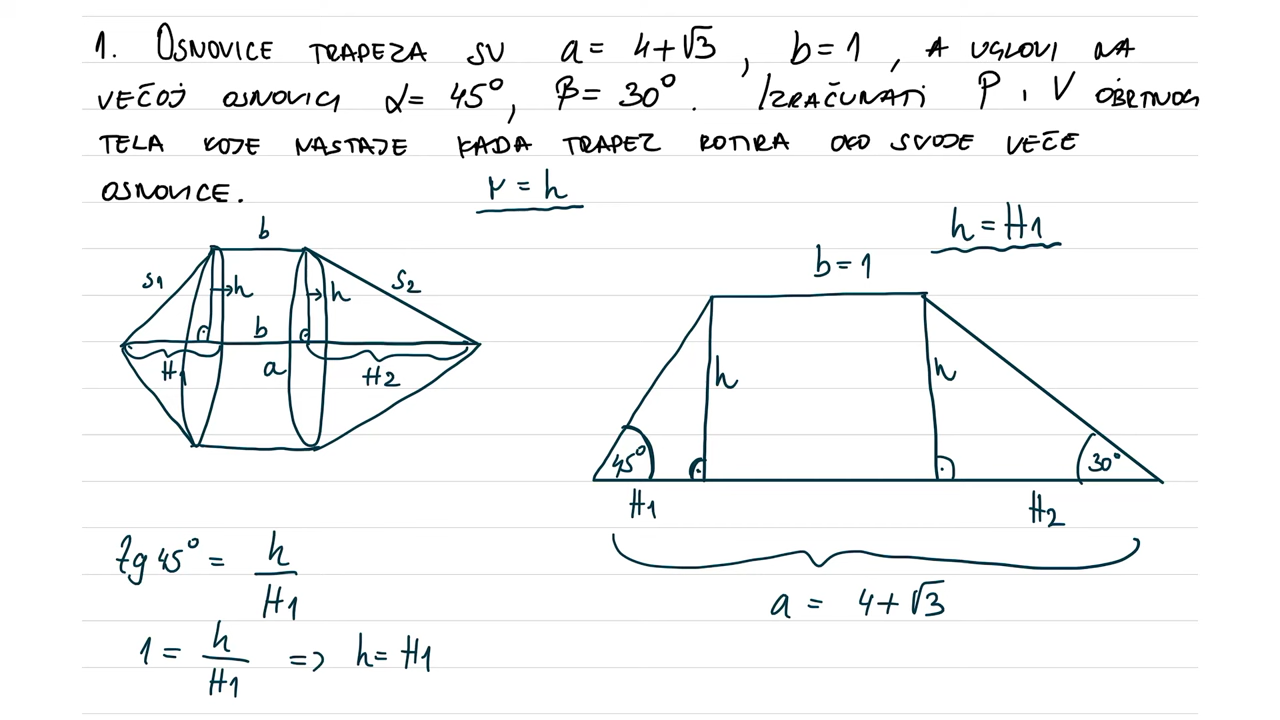 1. OSNOVICE TRAPEZA SU a = 4+√3, b=1, A UGLOVI NA
VEĆOJ OSNOVICI α= 45°, β= 30°. IZRAČUNATI P i V OBRTNOG
TELA KOJE NASTAJE KADA TRAPEZ ROTIRA OKO SVOJE VEĆE
OSNOVICE.
r = h
h = H1
b
b=1
S1
S2
h
h
b
H1
a
H2
h
h
45°
30°
H1
H2
a = 4+√3
tg 45° = h/H1
1 = h/H1 => h= H1